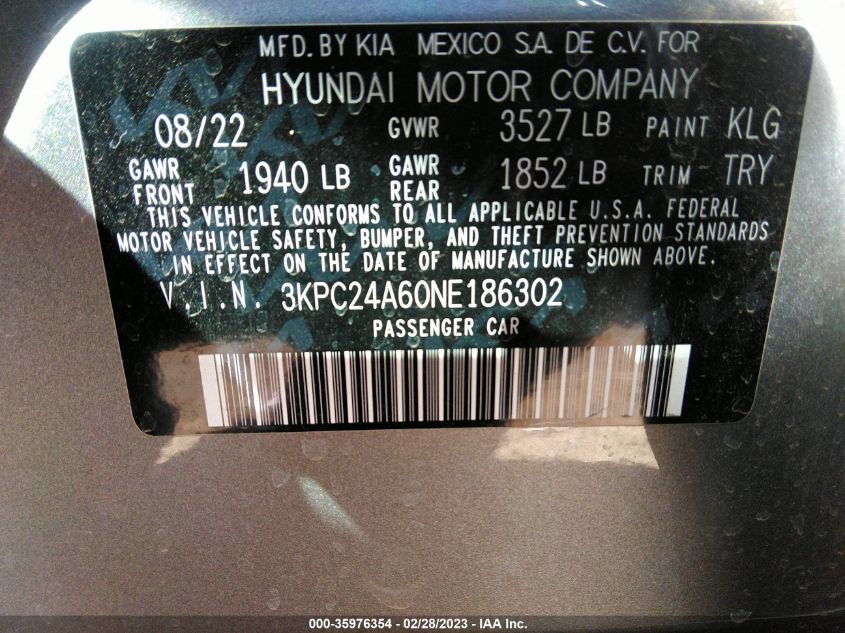 MFD. BY KIA MEXICO S.A. DE C.V. FOR
HYUNDAI MOTOR COMPANY
08/22 GVWR 3527 LB PAINT KLG
GAWR FRONT 1940 LB GAWR REAR 1852 LB TRIM TRY
THIS VEHICLE CONFORMS TO ALL APPLICABLE U.S.A. FEDERAL
MOTOR VEHICLE SAFETY, BUMPER, AND THEFT PREVENTION STANDARDS
IN EFFECT ON THE DATE OF MANUFACTURE SHOWN ABOVE.
V.I.N. 3KPC24A60NE186302
PASSENGER CAR
000-35976354 - 02/28/2023 - IAA Inc.